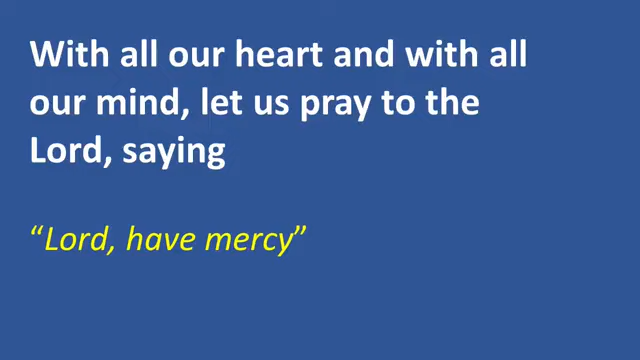 With all our heart and with all
our mind, let us pray to the
Lord, saying
“Lord, have mercy”